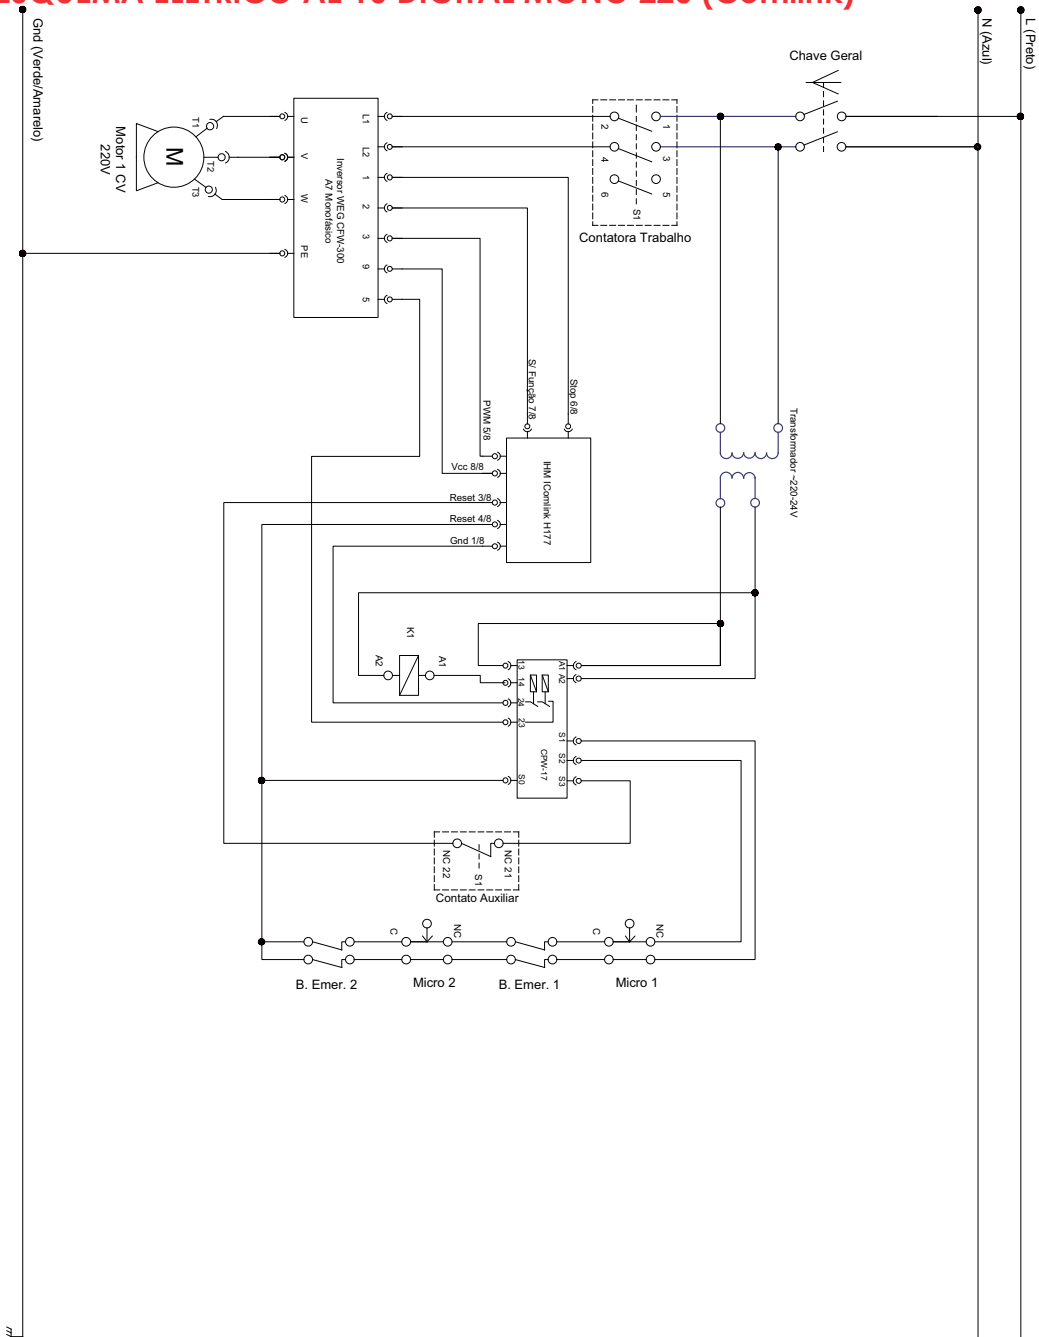 Gnd (Verde/Amarelo)
N (Azul)
L (Preto)
Chave Geral
T1
T2
T3
M
Motor 1 CV
220V
U
V
W
PE
Inversor WEG CFW-300
A7 Monofásico
L1
L2
1
2
3
9
5
2
1
4
3
6
5
S1
Contatora Trabalho
Transformador ~220-24V
S/ Função 7/8
Stop 6/8
PWM 5/8
Vcc 8/8
Reset 3/8
Reset 4/8
Gnd 1/8
IHM IComlink H177
K1
A2
A1
13
14
24
23
S0
A1
A2
S1
S2
S3
CPW-17
NC 22
NC 21
S1
Contato Auxiliar
C
NC
C
NC
B. Emer. 2
Micro 2
B. Emer. 1
Micro 1